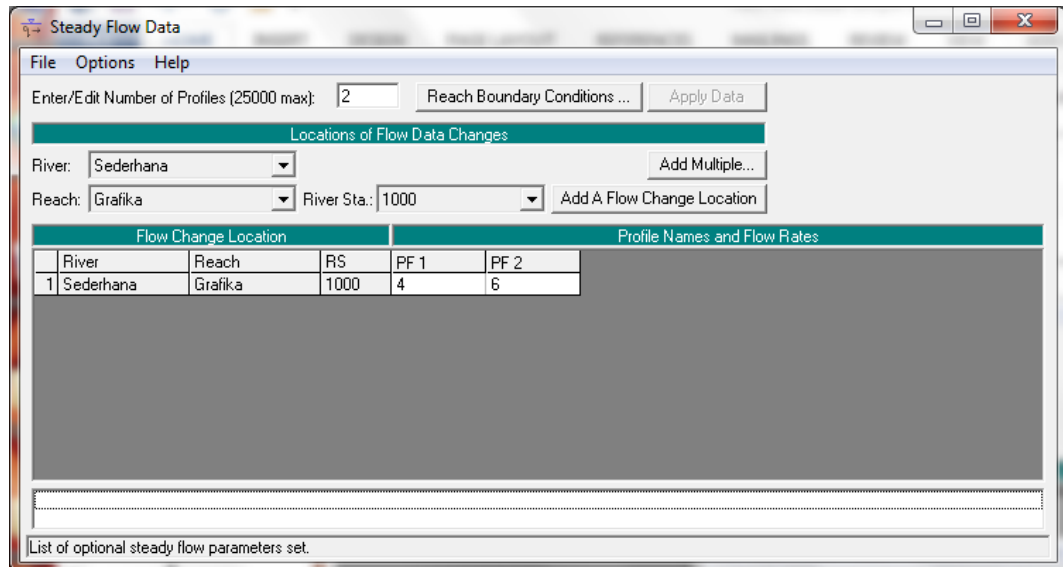 Steady Flow Data
File Options Help
Enter/Edit Number of Profiles (25000 max): 2 Reach Boundary Conditions ... Apply Data
Locations of Flow Data Changes
River: Sederhana Add Multiple...
Reach: Grafika River Sta.: 1000 Add A Flow Change Location
Flow Change Location Profile Names and Flow Rates
River Reach RS PF 1 PF 2
1 Sederhana Grafika 1000 4 6
List of optional steady flow parameters set.